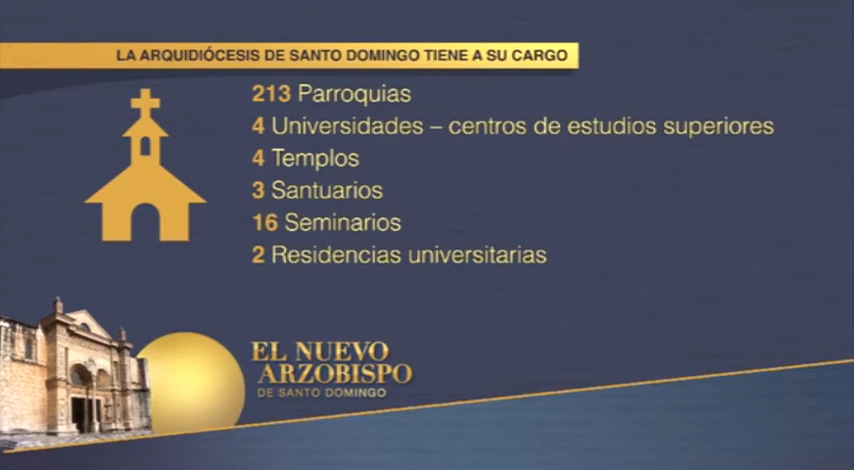 LA ARQUIDIÓCESIS DE SANTO DOMINGO TIENE A SU CARGO
213 Parroquias
4 Universidades – centros de estudios superiores
4 Templos
3 Santuarios
16 Seminarios
2 Residencias universitarias
EL NUEVO
ARZOBISPO
DE SANTO DOMINGO